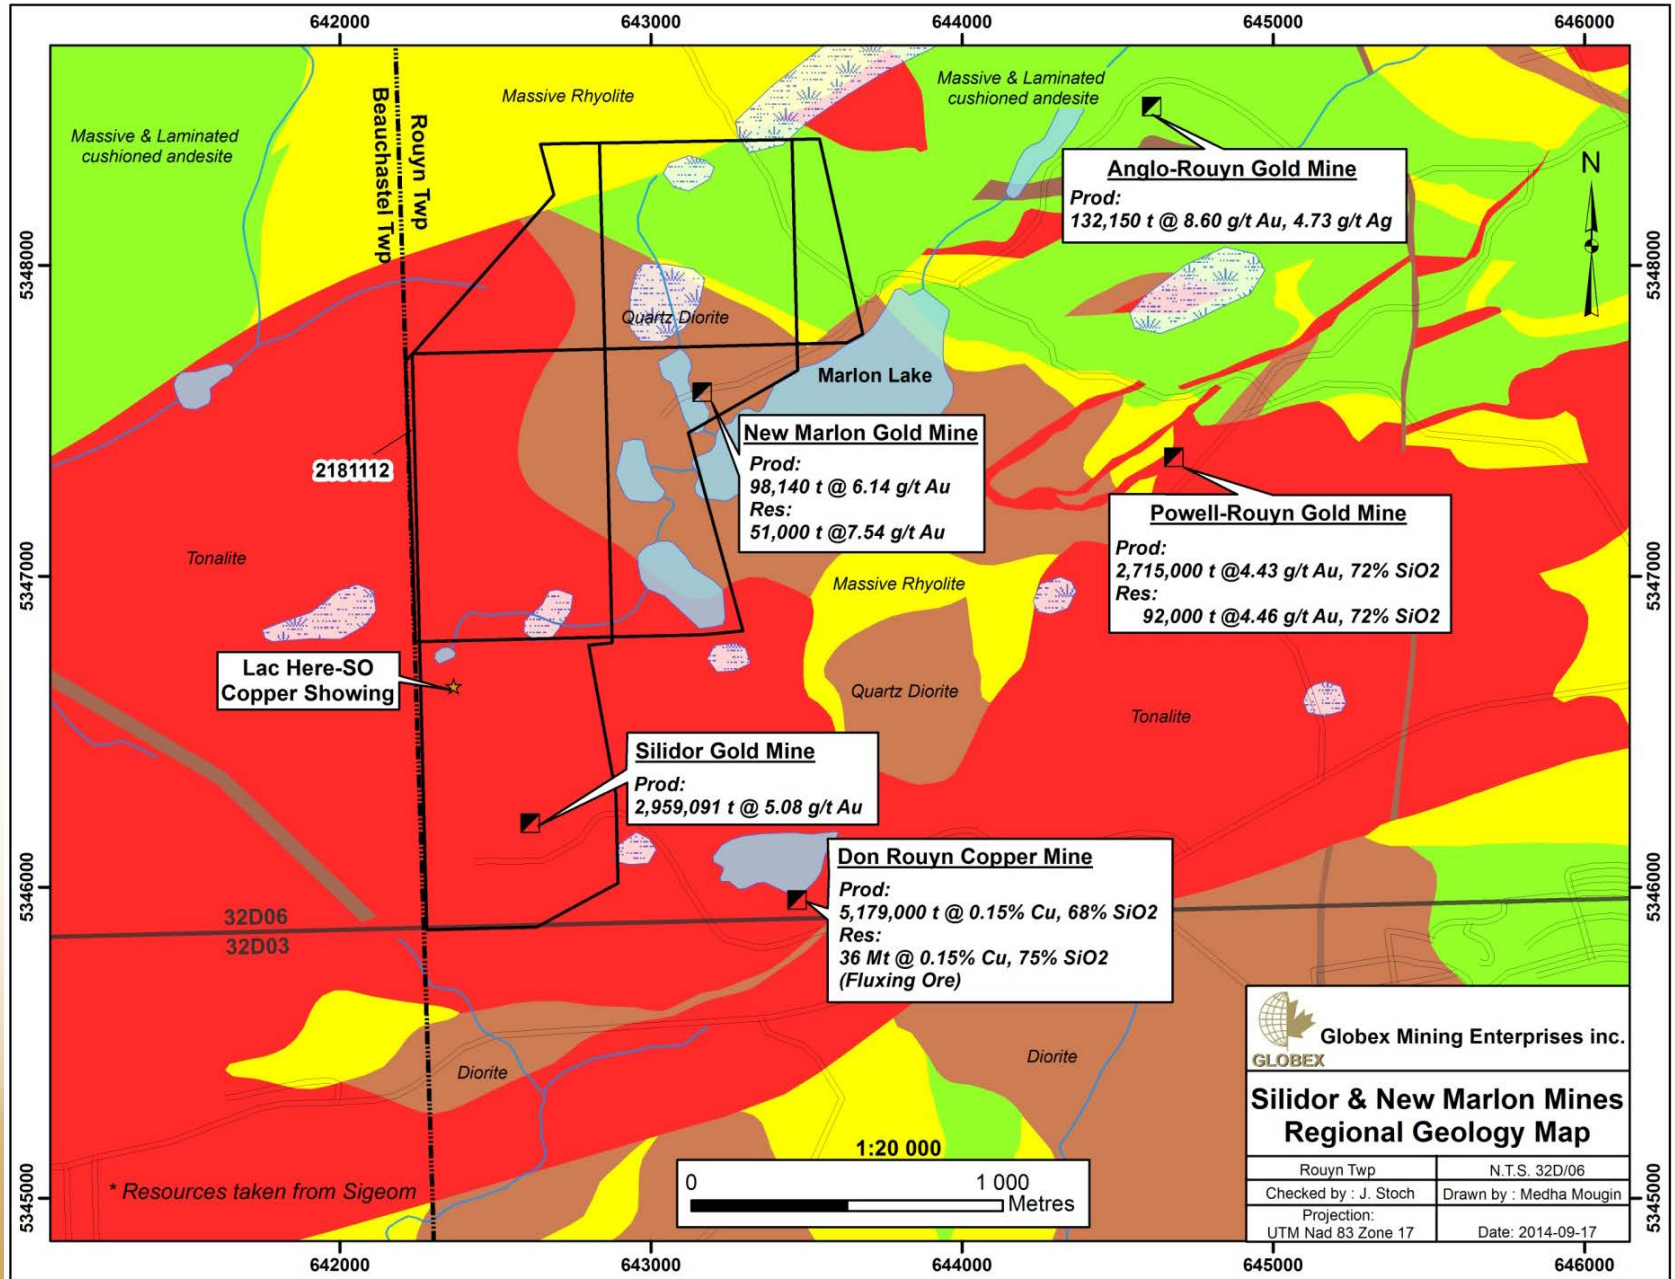 642000
643000
644000
645000
646000
Massive & Laminated
cushioned andesite
Massive Rhyolite
Massive & Laminated
cushioned andesite
Rouyn Twp
Beauchastel Twp
Anglo-Rouyn Gold Mine
Prod:
132,150 t @ 8.60 g/t Au, 4.73 g/t Ag
N
5348000
5348000
Quartz Diorite
Marlon Lake
2181112
New Marlon Gold Mine
Prod:
98,140 t @ 6.14 g/t Au
Res:
51,000 t @7.54 g/t Au
Powell-Rouyn Gold Mine
Prod:
2,715,000 t @4.43 g/t Au, 72% SiO2
Res:
92,000 t @4.46 g/t Au, 72% SiO2
Tonalite
5347000
5347000
Massive Rhyolite
Lac Here-SO
Copper Showing
Quartz Diorite
Tonalite
Silidor Gold Mine
Prod:
2,959,091 t @ 5.08 g/t Au
Don Rouyn Copper Mine
Prod:
5,179,000 t @ 0.15% Cu, 68% SiO2
Res:
36 Mt @ 0.15% Cu, 75% SiO2
(Fluxing Ore)
5346000
5346000
32D06
32D03
Diorite
Diorite
GLOBEX
Globex Mining Enterprises inc.
Silidor & New Marlon Mines
Regional Geology Map
Rouyn Twp
N.T.S. 32D/06
Checked by : J. Stoch
Drawn by : Medha Mougin
Projection:
UTM Nad 83 Zone 17
Date: 2014-09-17
1:20 000
0
1 000
Metres
* Resources taken from Sigeom
5345000
5345000
642000
643000
644000
645000
646000